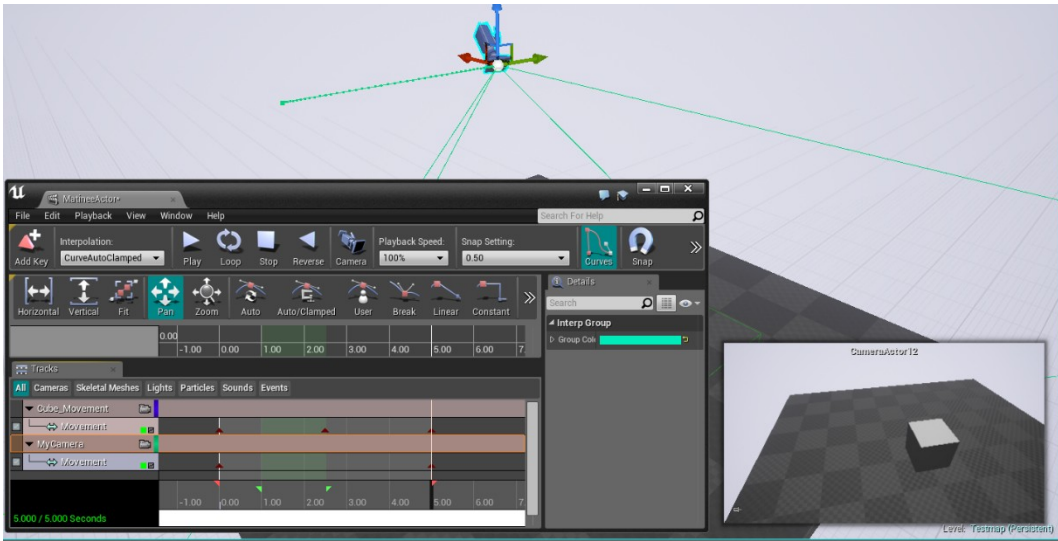 MatineeActor*
File Edit Playback View Window Help
Search For Help
Add Key
Interpolation:
CurveAutoClamped
Play Loop Stop Reverse Camera
Playback Speed:
100%
Snap Setting:
0.50
Curves Snap
Horizontal Vertical Fit Pan Zoom Auto Auto/Clamped User Break Linear Constant
Details
Search
Interp Group
Group Col
0.00
-1.00 0.00 1.00 2.00 3.00 4.00 5.00 6.00 7.
Tracks
All Cameras Skeletal Meshes Lights Particles Sounds Events
Cube_Movement
Movement
MyCamera
Movement
-1.00 0.00 1.00 2.00 3.00 4.00 5.00 6.00 7.
5.000 / 5.000 Seconds
CameraActor12
Level: Testmap (Persistent)